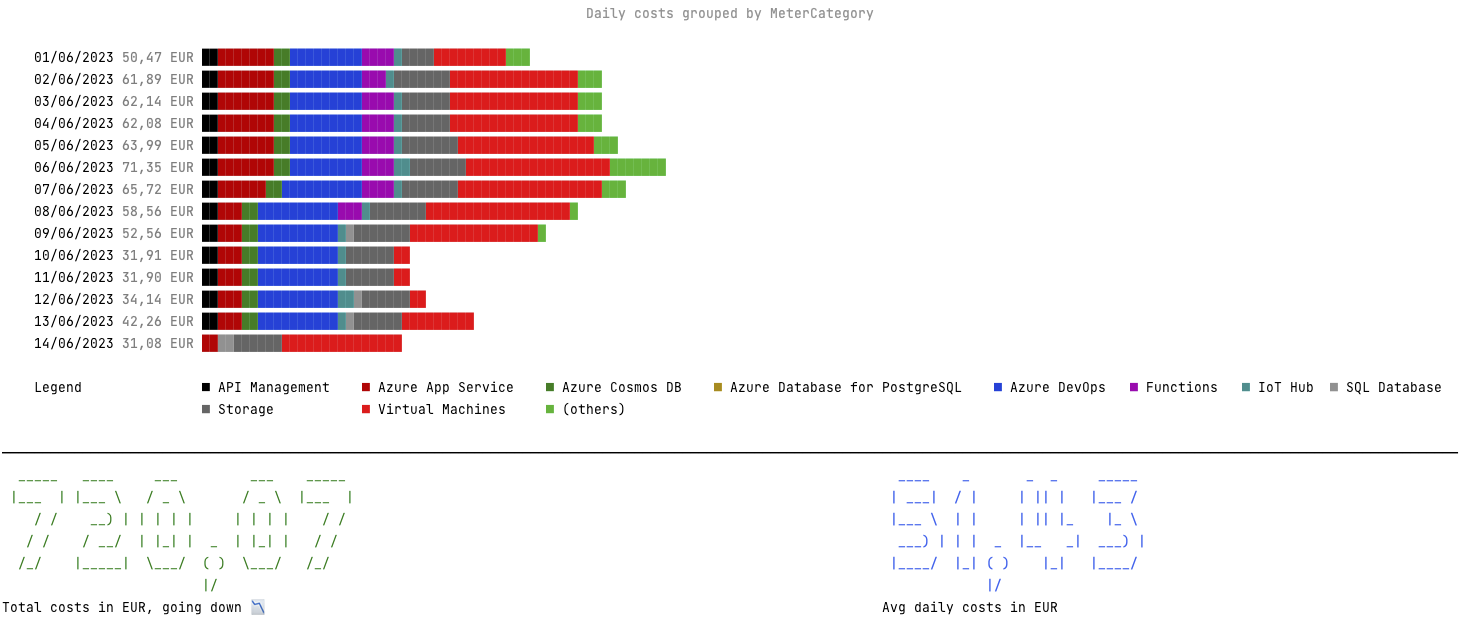 Daily costs grouped by MeterCategory
01/06/2023 50,47 EUR
02/06/2023 61,89 EUR
03/06/2023 62,14 EUR
04/06/2023 62,08 EUR
05/06/2023 63,99 EUR
06/06/2023 71,35 EUR
07/06/2023 65,72 EUR
08/06/2023 58,56 EUR
09/06/2023 52,56 EUR
10/06/2023 31,91 EUR
11/06/2023 31,90 EUR
12/06/2023 34,14 EUR
13/06/2023 42,26 EUR
14/06/2023 31,08 EUR
Legend API Management Azure App Service Azure Cosmos DB Azure Database for PostgreSQL Azure DevOps Functions IoT Hub SQL Database
Storage Virtual Machines (others)
720,07 51,43
Total costs in EUR, going down Avg daily costs in EUR